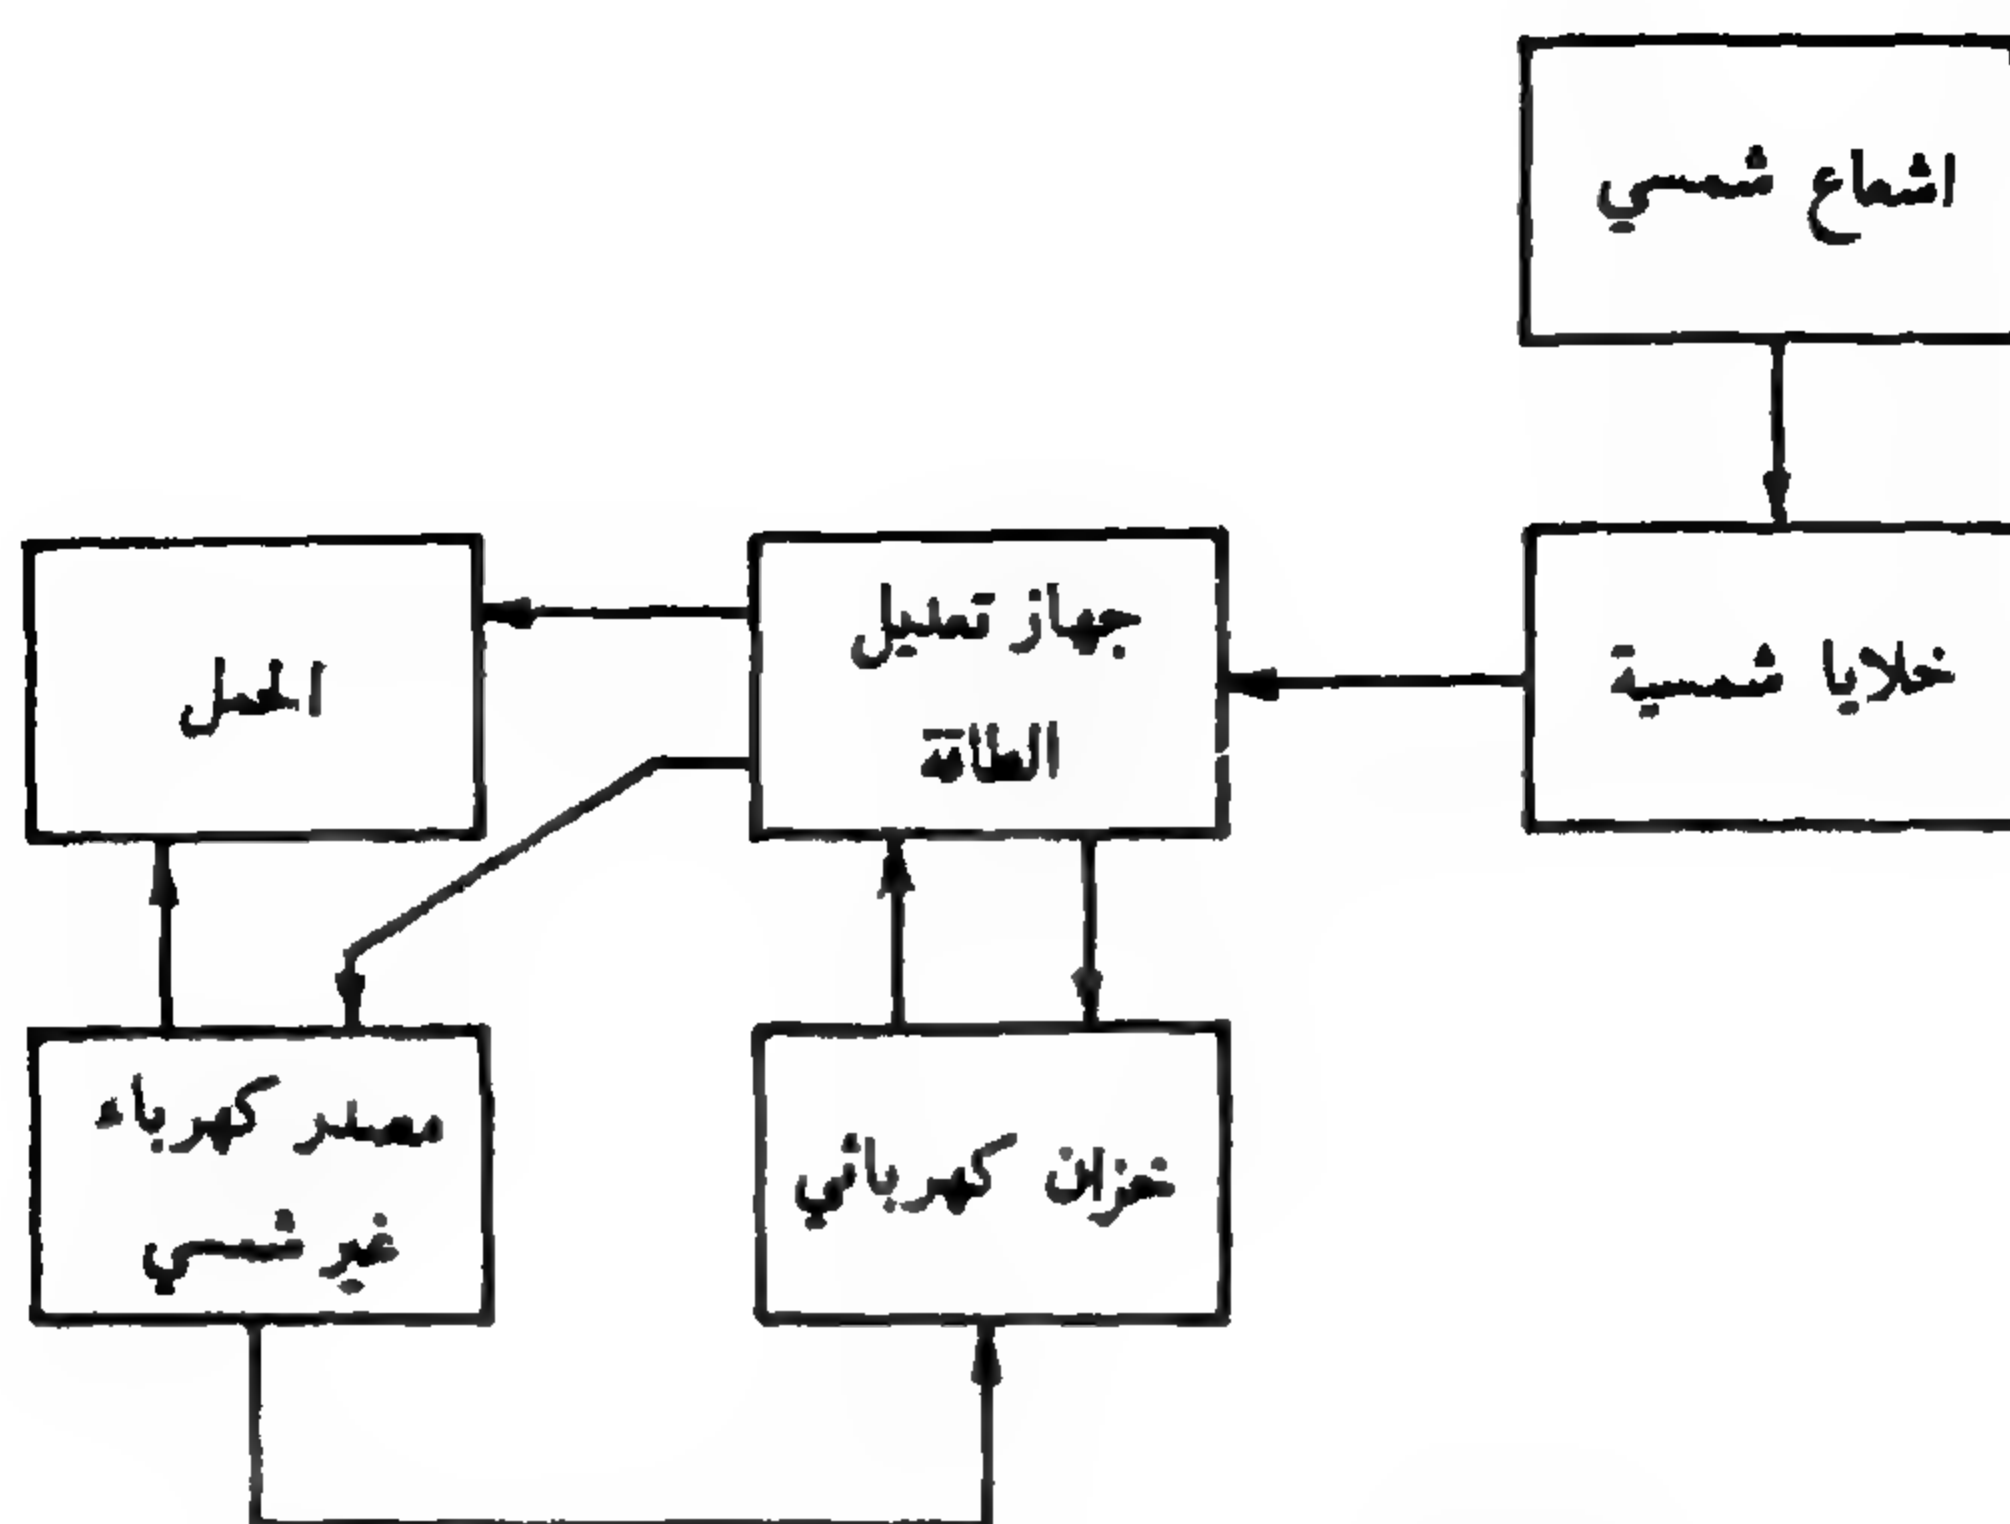 اشعاع شمسي
خلايا شمسية
جهاز تعديل
الطاقة
الحمل
خزان كهربائي
مصدر كهرباء
غير شمسي